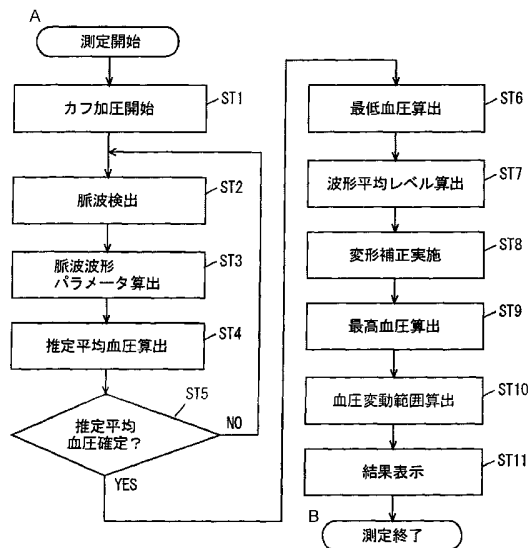 A
測定開始
カフ加圧開始
ST1
脈波検出
ST2
脈波波形
パラメータ算出
ST3
推定平均血圧算出
ST4
推定平均
血圧確定?
ST5
NO
YES
最低血圧算出
ST6
波形平均レベル算出
ST7
変形補正実施
ST8
最高血圧算出
ST9
血圧変動範囲算出
ST10
結果表示
ST11
B
測定終了